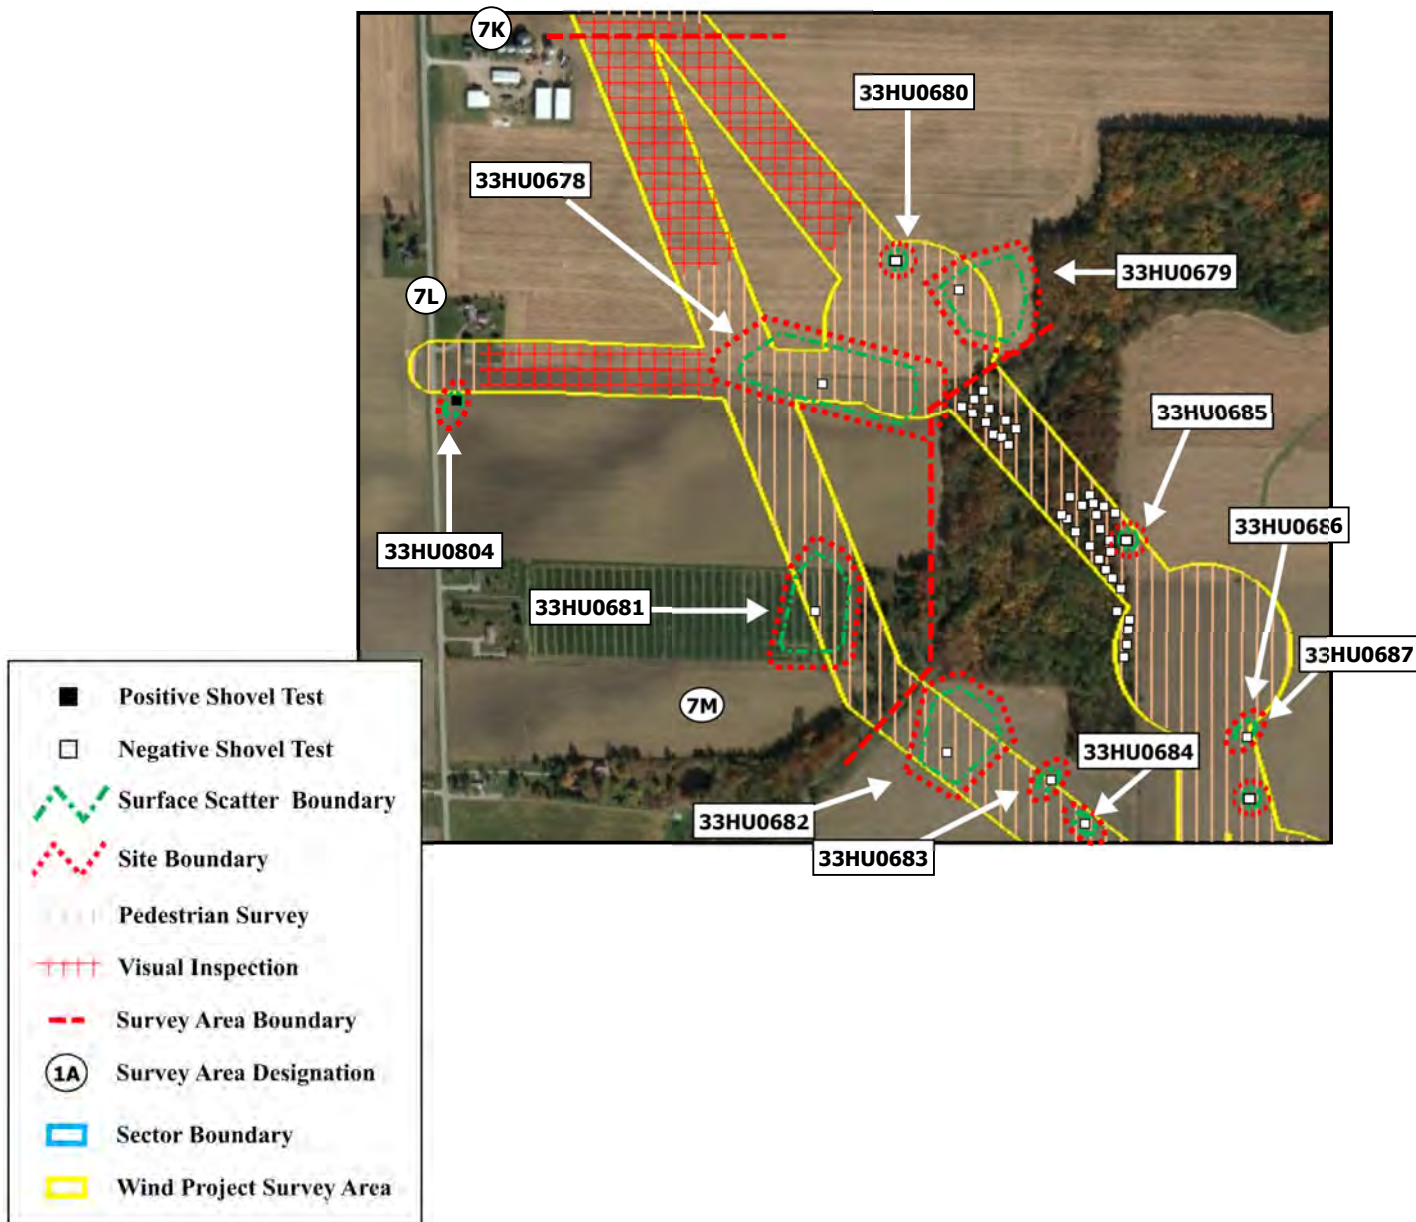 7K
33HU0680
33HU0678
33HU0679
7L
33HU0685
33HU0686
33HU0804
33HU0681
33HU0687
7M
33HU0684
33HU0682
33HU0683
Positive Shovel Test
Negative Shovel Test
Surface Scatter Boundary
Site Boundary
Pedestrian Survey
Visual Inspection
Survey Area Boundary
1A Survey Area Designation
Sector Boundary
Wind Project Survey Area